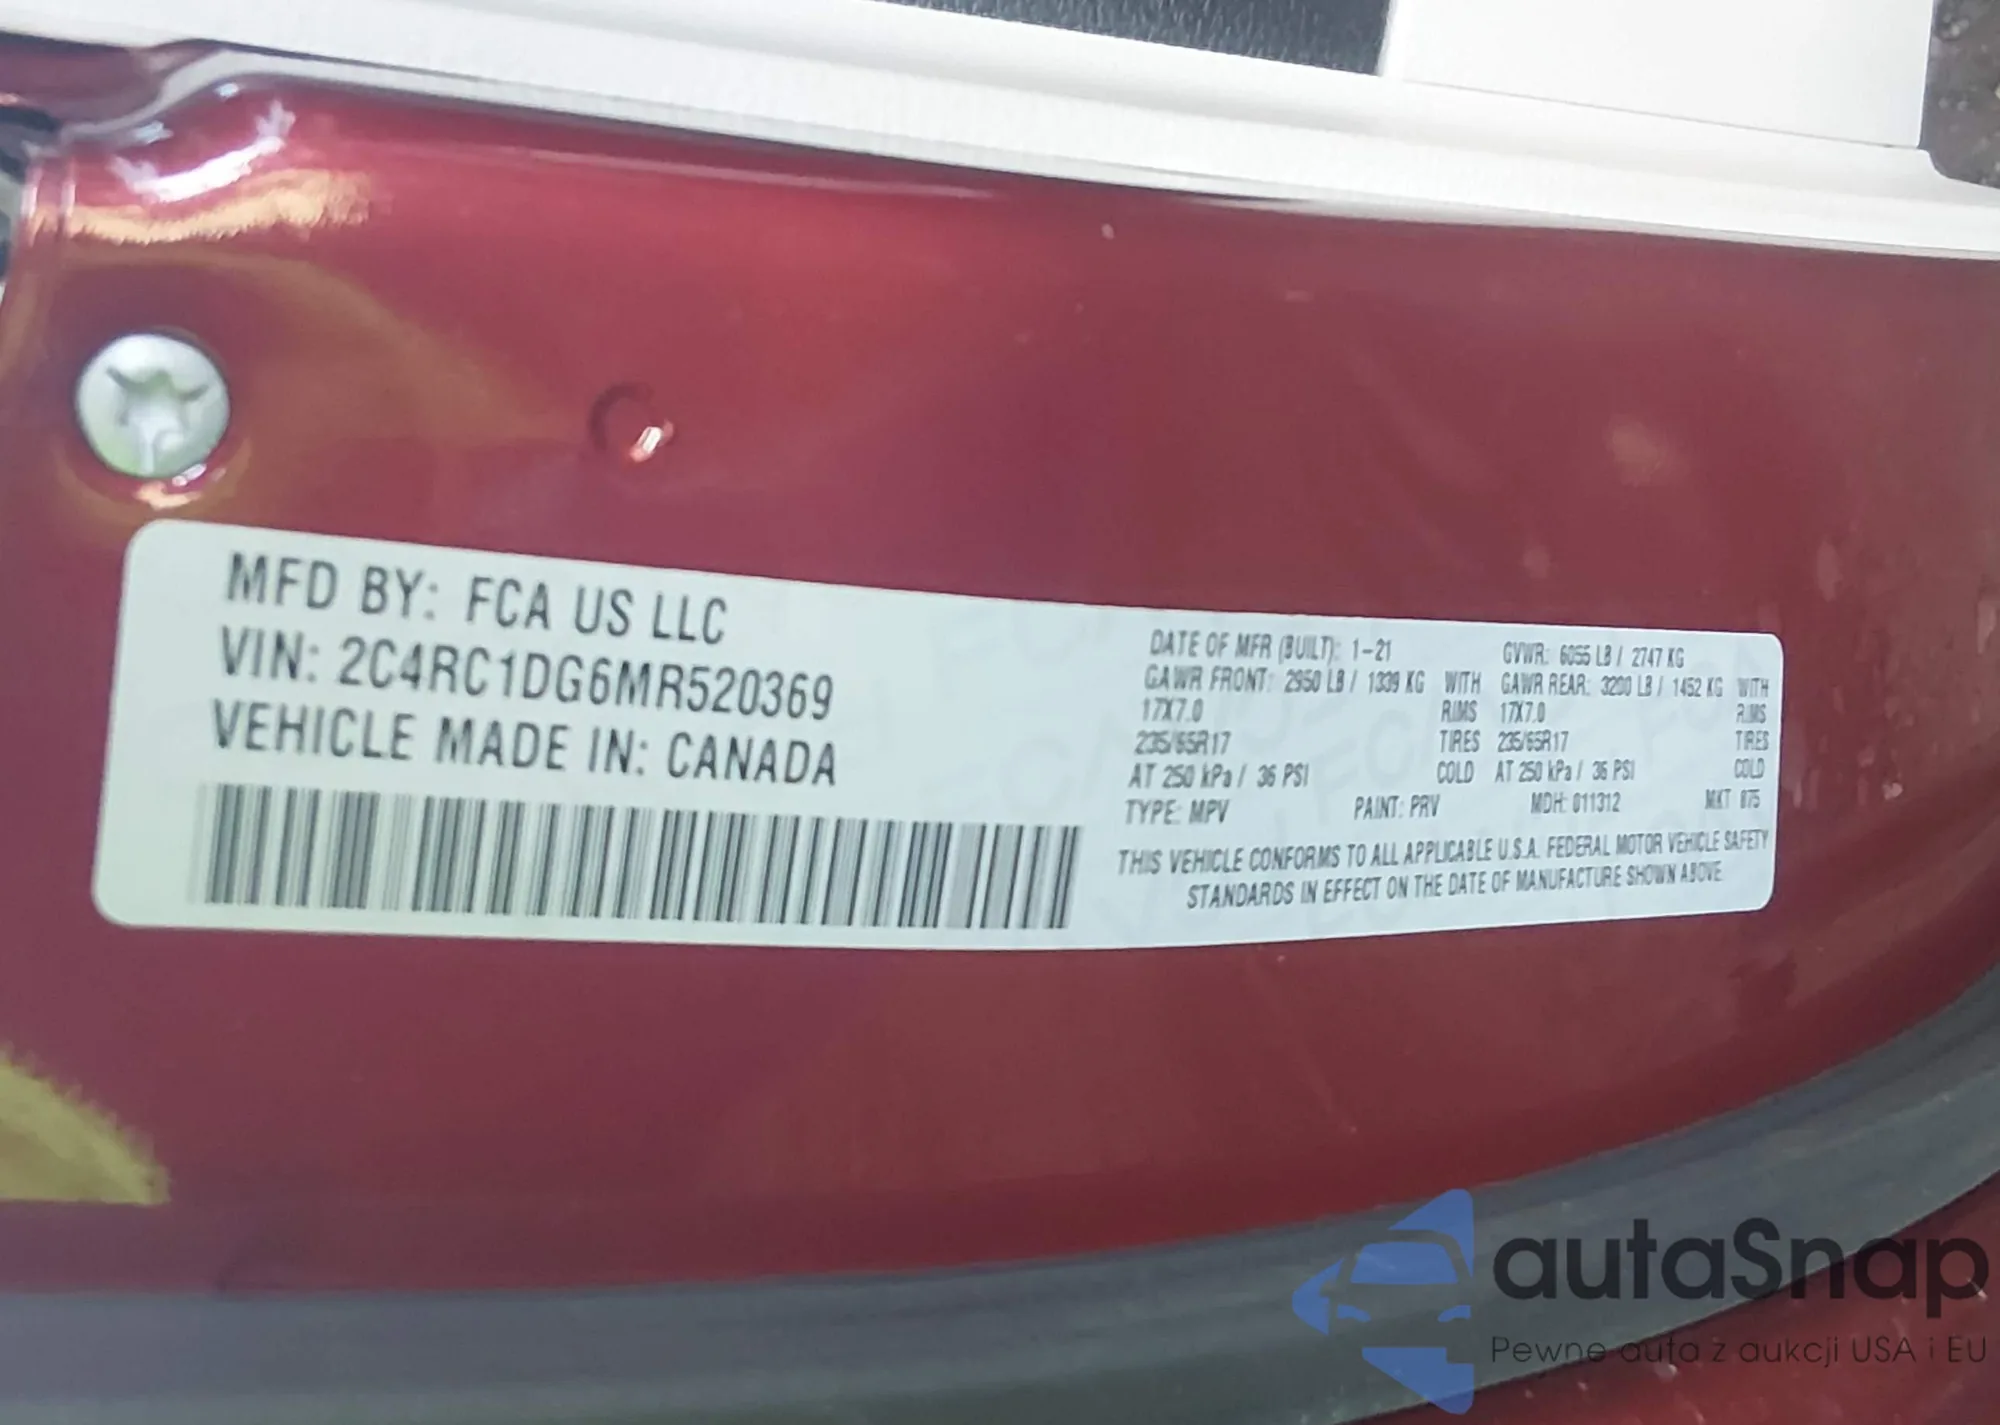 MFD BY: FCA US LLC
VIN: 2C4RC1DG6MR520369
VEHICLE MADE IN: CANADA
DATE OF MFR (BUILT): 1-21 GVWR: 6055 LB / 2747 KG
GAWR FRONT: 2950 LB / 1339 KG WITH GAWR REAR: 3200 LB / 1452 KG WITH
17X7.0 RIMS 17X7.0 RIMS
235/65R17 TIRES 235/65R17 TIRES
AT 250 kPa / 36 PSI COLD AT 250 kPa / 36 PSI COLD
TYPE: MPV PAINT: PRV MDH: 011312 MKT 875
THIS VEHICLE CONFORMS TO ALL APPLICABLE U.S.A. FEDERAL MOTOR VEHICLE SAFETY
STANDARDS IN EFFECT ON THE DATE OF MANUFACTURE SHOWN ABOVE
autaSnap
Pewne auta z aukcji USA i EU